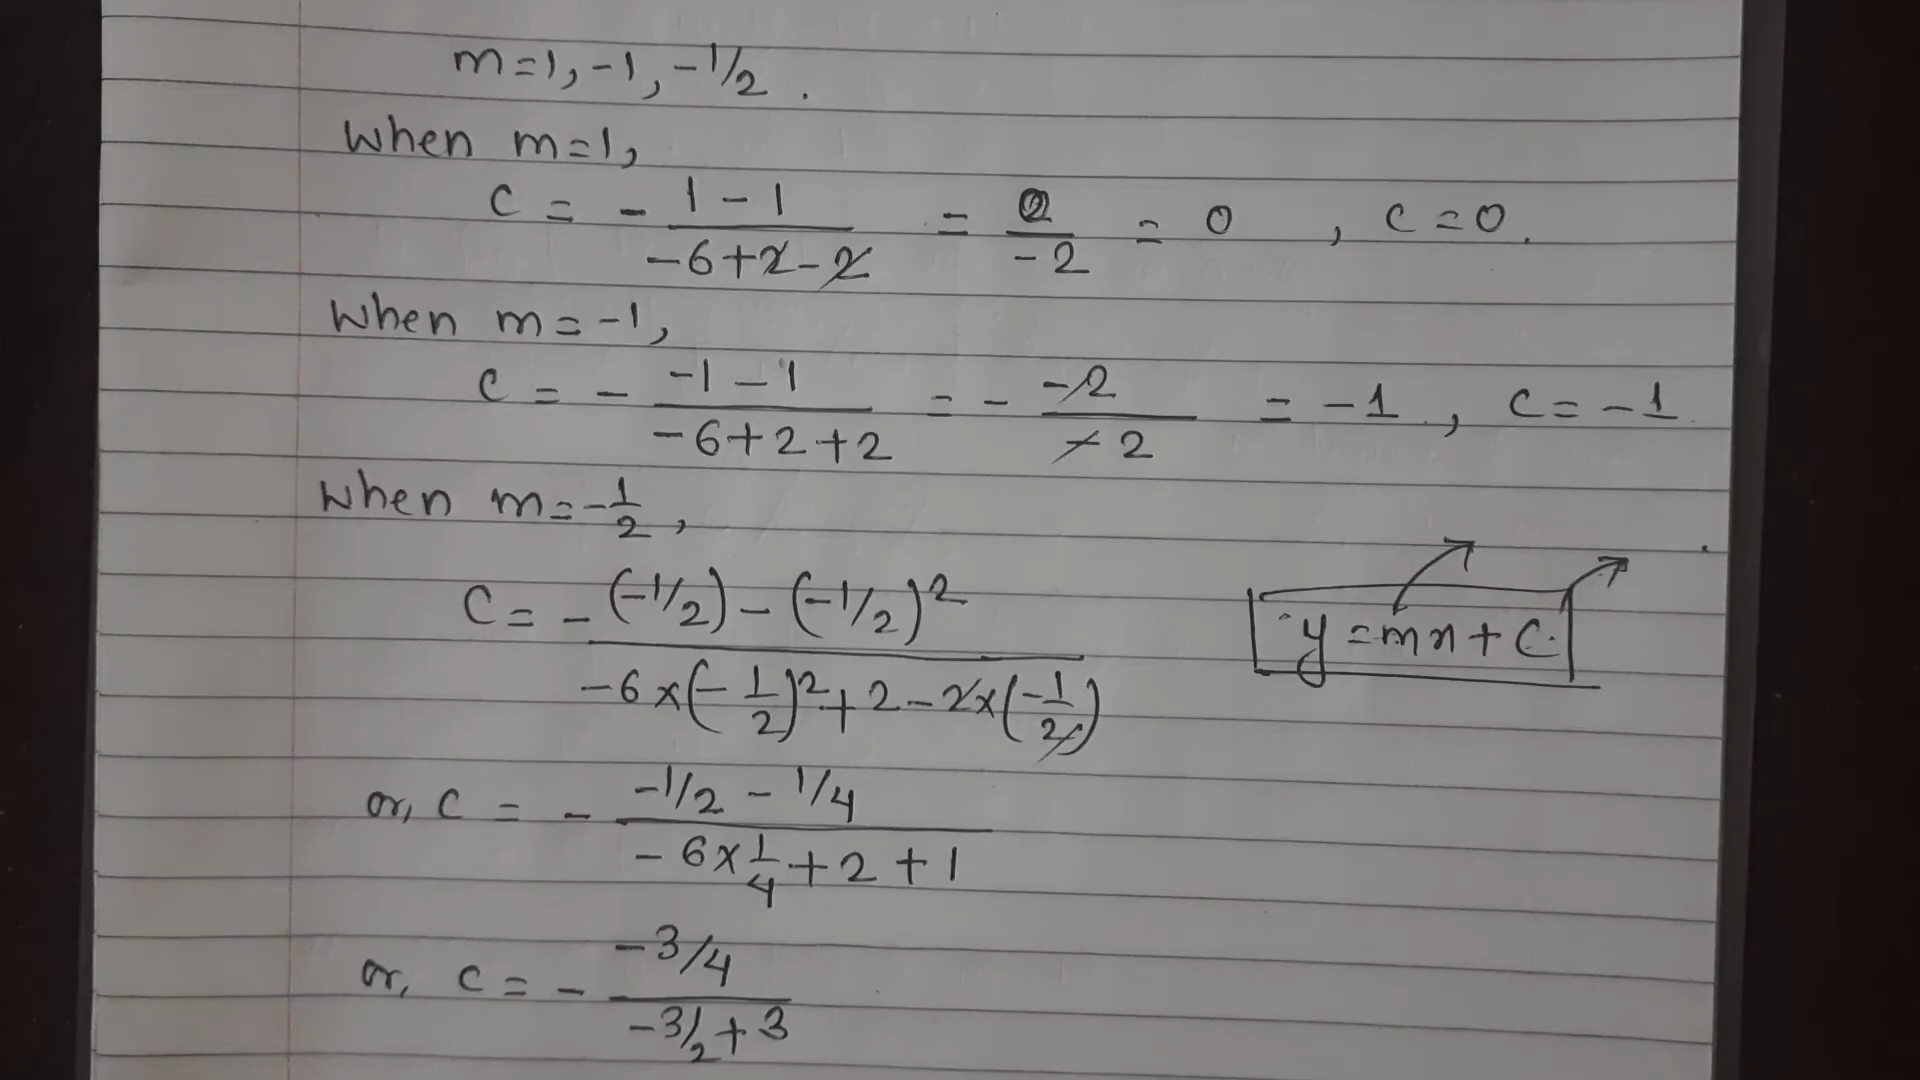 m=1, -1, -1/2.
When m=1,
C = - (1 - 1)/(-6+2-2) = 0/-2 = 0 , C=0.
When m=-1,
C = - (-1-1)/(-6+2+2) = - -2/-2 = -1 , C=-1
When m=-1/2,
C = - ((-1/2) - (-1/2)²)/(-6×(-1/2)²+2-2×(-1/2))
y=mx+C.
or, C = - (-1/2 - 1/4)/(-6×1/4+2+1)
or, C = - (-3/4)/(-3/2+3)